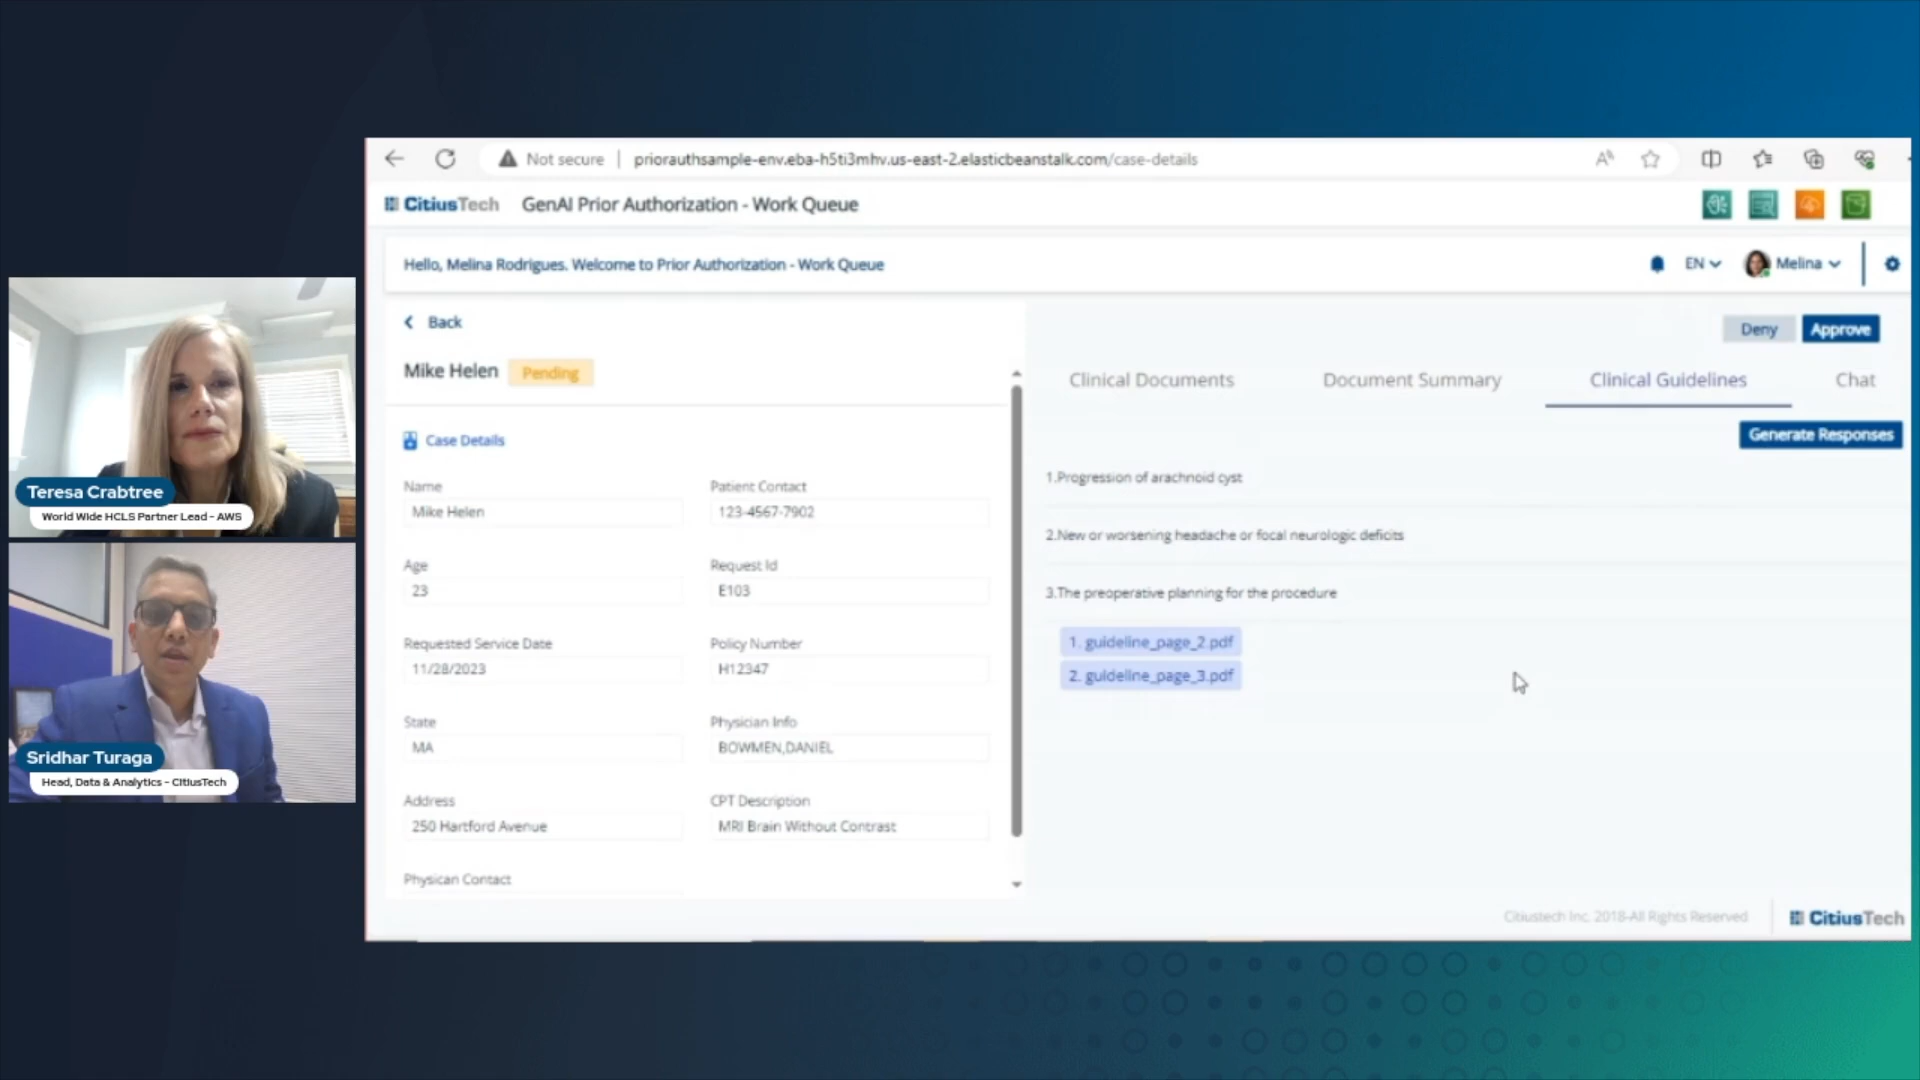 Not secure | priorauthsample-env.eba-h5ti3mhv.us-east-2.elasticbeanstalk.com/case-details
CitiusTech GenAI Prior Authorization - Work Queue
Hello, Melina Rodrigues. Welcome to Prior Authorization - Work Queue
EN
Melina
Back
Deny
Approve
Mike Helen
Pending
Clinical Documents
Document Summary
Clinical Guidelines
Chat
Generate Responses
Case Details
Name
Mike Helen
Patient Contact
123-4567-7902
Age
23
Request Id
E103
Requested Service Date
11/28/2023
Policy Number
H12347
State
MA
Physician Info
BOWMEN,DANIEL
Address
250 Hartford Avenue
CPT Description
MRI Brain Without Contrast
Physican Contact
1.Progression of arachnoid cyst
2.New or worsening headache or focal neurologic deficits
3.The preoperative planning for the procedure
1. guideline_page_2.pdf
2. guideline_page_3.pdf
Citiustech Inc. 2018-All Rights Reserved
CitiusTech
Teresa Crabtree
World Wide HCLS Partner Lead - AWS
Sridhar Turaga
Head, Data & Analytics - CitiusTech